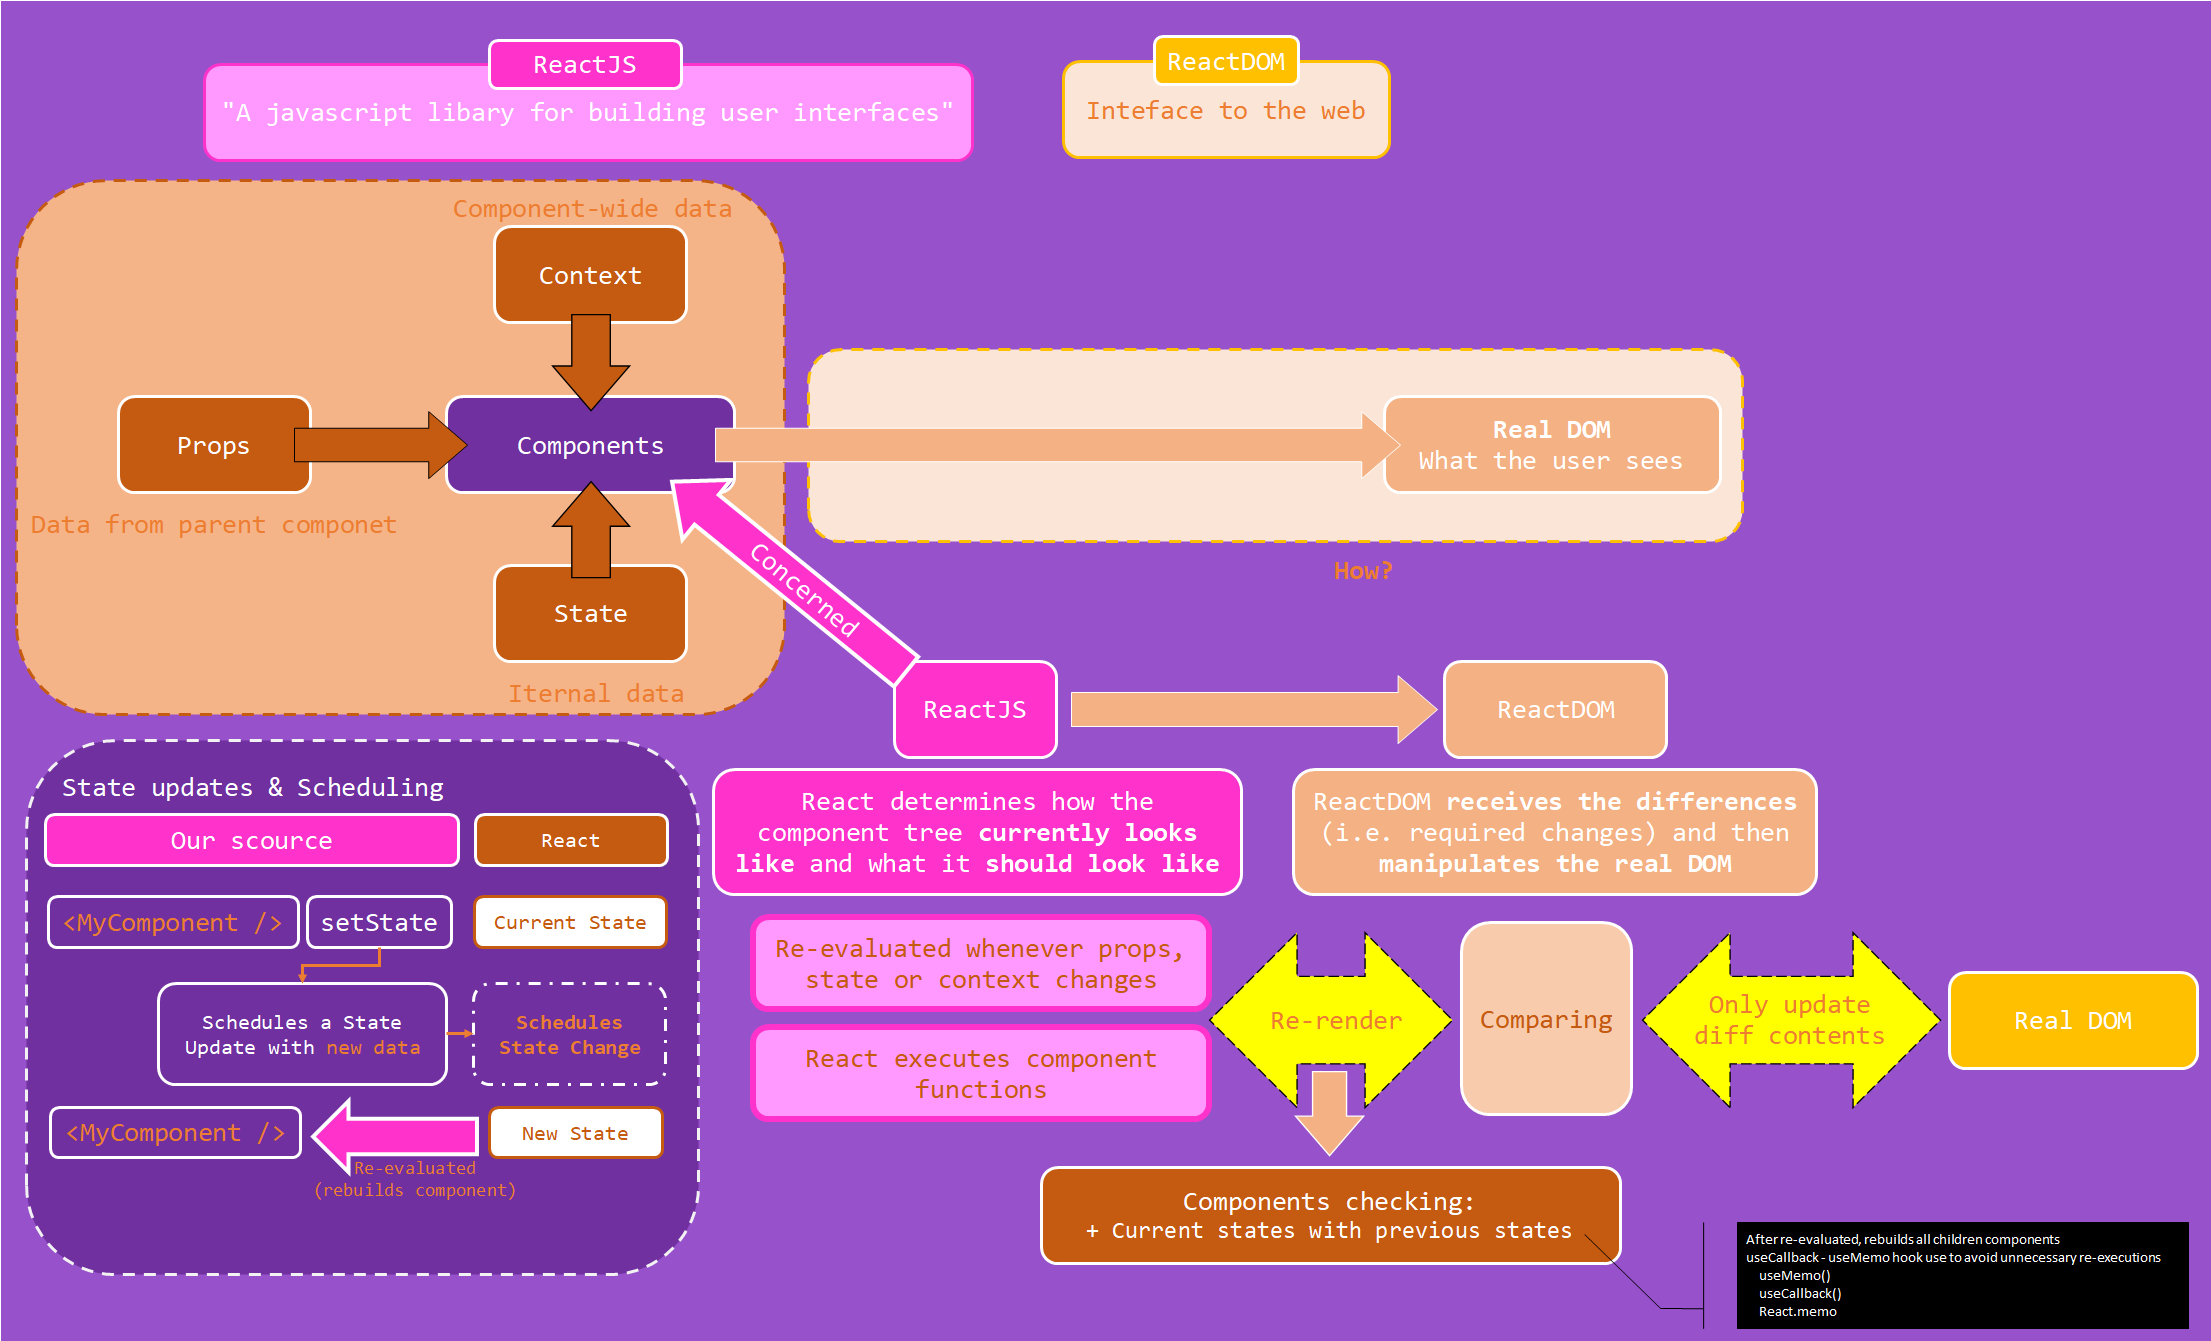 ReactJS
"A javascript libary for building user interfaces"
ReactDOM
Inteface to the web
Component-wide data
Context
Props
Components
Data from parent componet
State
Iternal data
Real DOM
What the user sees
How?
Concerned
ReactJS
ReactDOM
React determines how the
component tree currently looks
like and what it should look like
ReactDOM receives the differences
(i.e. required changes) and then
manipulates the real DOM
State updates & Scheduling
Our scource
React
<MyComponent />
setState
Current State
Schedules a State
Update with new data
Schedules
State Change
<MyComponent />
New State
Re-evaluated
(rebuilds component)
Re-evaluated whenever props,
state or context changes
React executes component
functions
Re-render
Comparing
Only update
diff contents
Real DOM
Components checking:
+ Current states with previous states
After re-evaluated, rebuilds all children components
useCallback - useMemo hook use to avoid unnecessary re-executions
useMemo()
useCallback()
React.memo